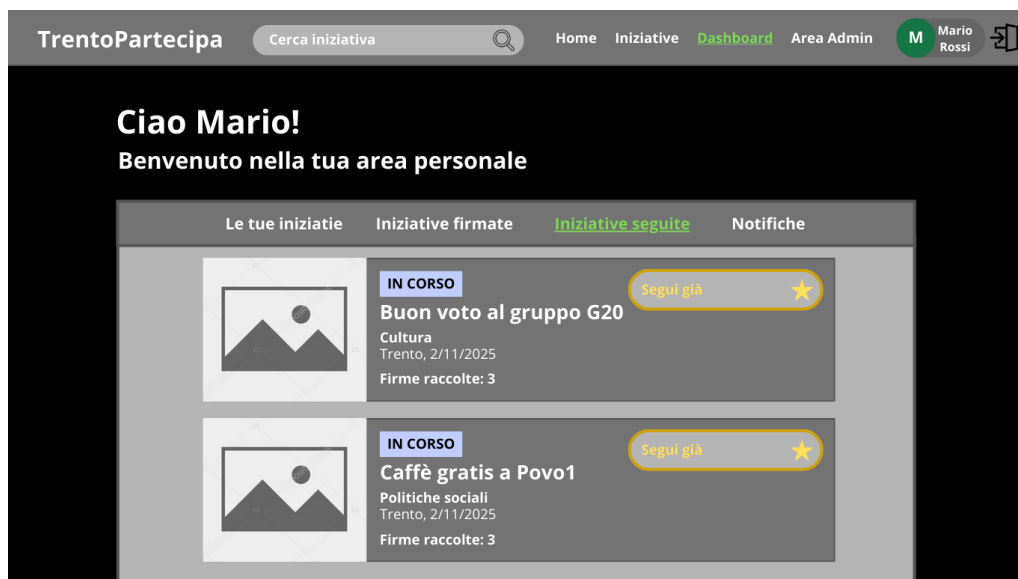 TrentoPartecipa
Cerca iniziativa
Home Iniziative Dashboard Area Admin
M
Mario
Rossi
Ciao Mario!
Benvenuto nella tua area personale
Le tue iniziatie Iniziative firmate Iniziative seguite Notifiche
IN CORSO
Segui già
Buon voto al gruppo G20
Cultura
Trento, 2/11/2025
Firme raccolte: 3
IN CORSO
Segui già
Caffè gratis a Povo1
Politiche sociali
Trento, 2/11/2025
Firme raccolte: 3